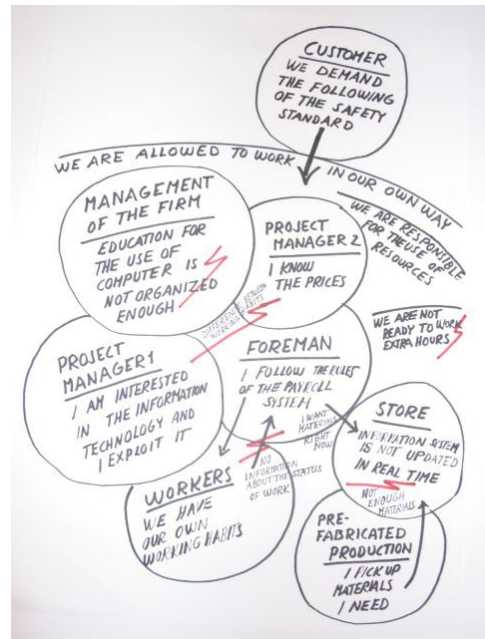 CUSTOMER
WE DEMAND
THE FOLLOWING
OF THE SAFETY
STANDARD
WE ARE ALLOWED TO WORK IN OUR OWN WAY
WE ARE RESPONSIBLE
FOR THE USE OF
RESOURCES
MANAGEMENT
OF THE FIRM
EDUCATION FOR
THE USE OF
COMPUTER IS
NOT ORGANIZED
ENOUGH
PROJECT
MANAGER 2
I KNOW
THE PRICES
DIFFERENCE BETWEEN
WORKING HABITS
WE ARE NOT
READY TO WORK
EXTRA HOURS
PROJECT
MANAGER 1
I AM INTERESTED
IN THE INFORMATION
TECHNOLOGY AND
I EXPLOIT IT
FOREMAN
I FOLLOW THE RULES
OF THE PAYROLL
SYSTEM
I WANT
MATERIALS
RIGHT
NOW
STORE
INFORMATION SYSTEM
IS NOT UPDATED
IN REAL TIME
NOT
ENOUGH
MATERIALS
NO
INFORMATION
ABOUT THE STATUS
OF WORK
WORKERS
WE HAVE
OUR OWN
WORKING HABITS
PRE-
FABRICATED
PRODUCTION
I PICK UP
MATERIALS
I NEED